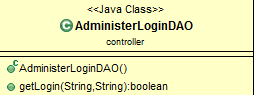 <<Java Class>>
AdministerLoginDAO
controller
AdministerLoginDAO()
getLogin(String,String):boolean